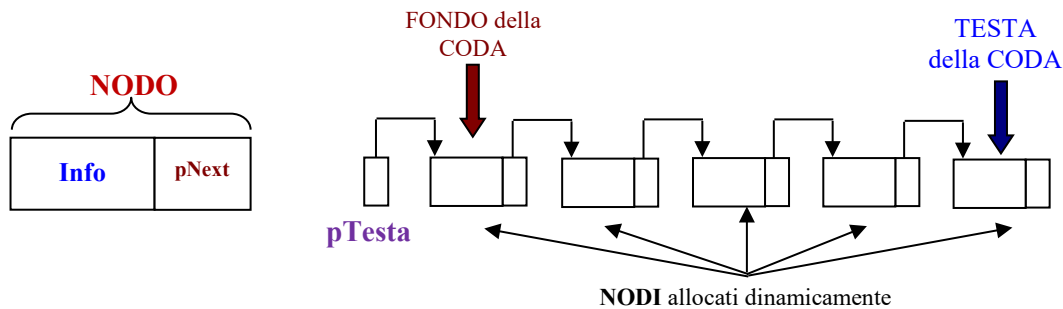 FONDO della
CODA
TESTA
della CODA
NODO
Info
pNext
pTesta
NODI allocati dinamicamente